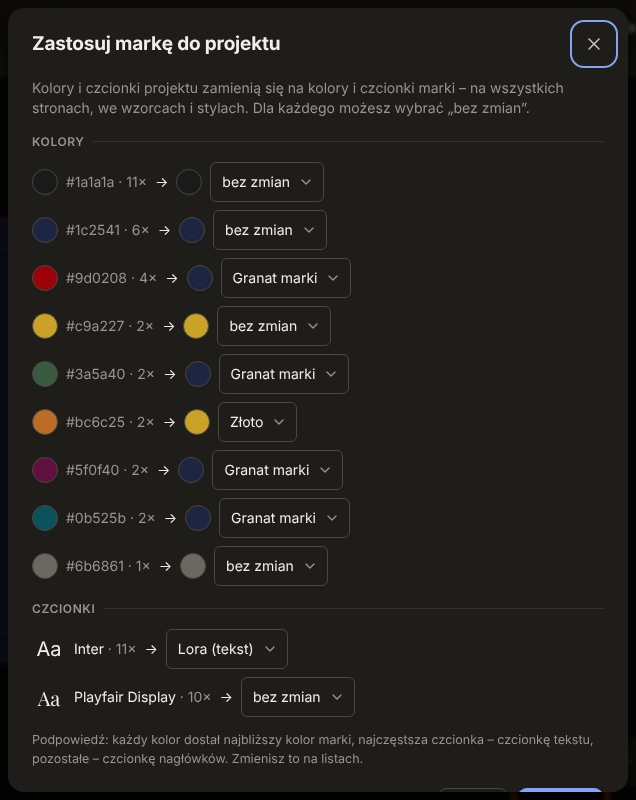 Zastosuj markę do projektu
Kolory i czcionki projektu zamienią się na kolory i czcionki marki – na wszystkich
stronach, we wzorcach i stylach. Dla każdego możesz wybrać „bez zmian”.
KOLORY
#1a1a1a · 11× → bez zmian
#1c2541 · 6× → bez zmian
#9d0208 · 4× → Granat marki
#c9a227 · 2× → bez zmian
#3a5a40 · 2× → Granat marki
#bc6c25 · 2× → Złoto
#5f0f40 · 2× → Granat marki
#0b525b · 2× → Granat marki
#6b6861 · 1× → bez zmian
CZCIONKI
Aa Inter · 11× → Lora (tekst)
Aa Playfair Display · 10× → bez zmian
Podpowiedź: każdy kolor dostał najbliższy kolor marki, najczęstsza czcionka – czcionkę tekstu,
pozostałe – czcionkę nagłówków. Zmienisz to na listach.